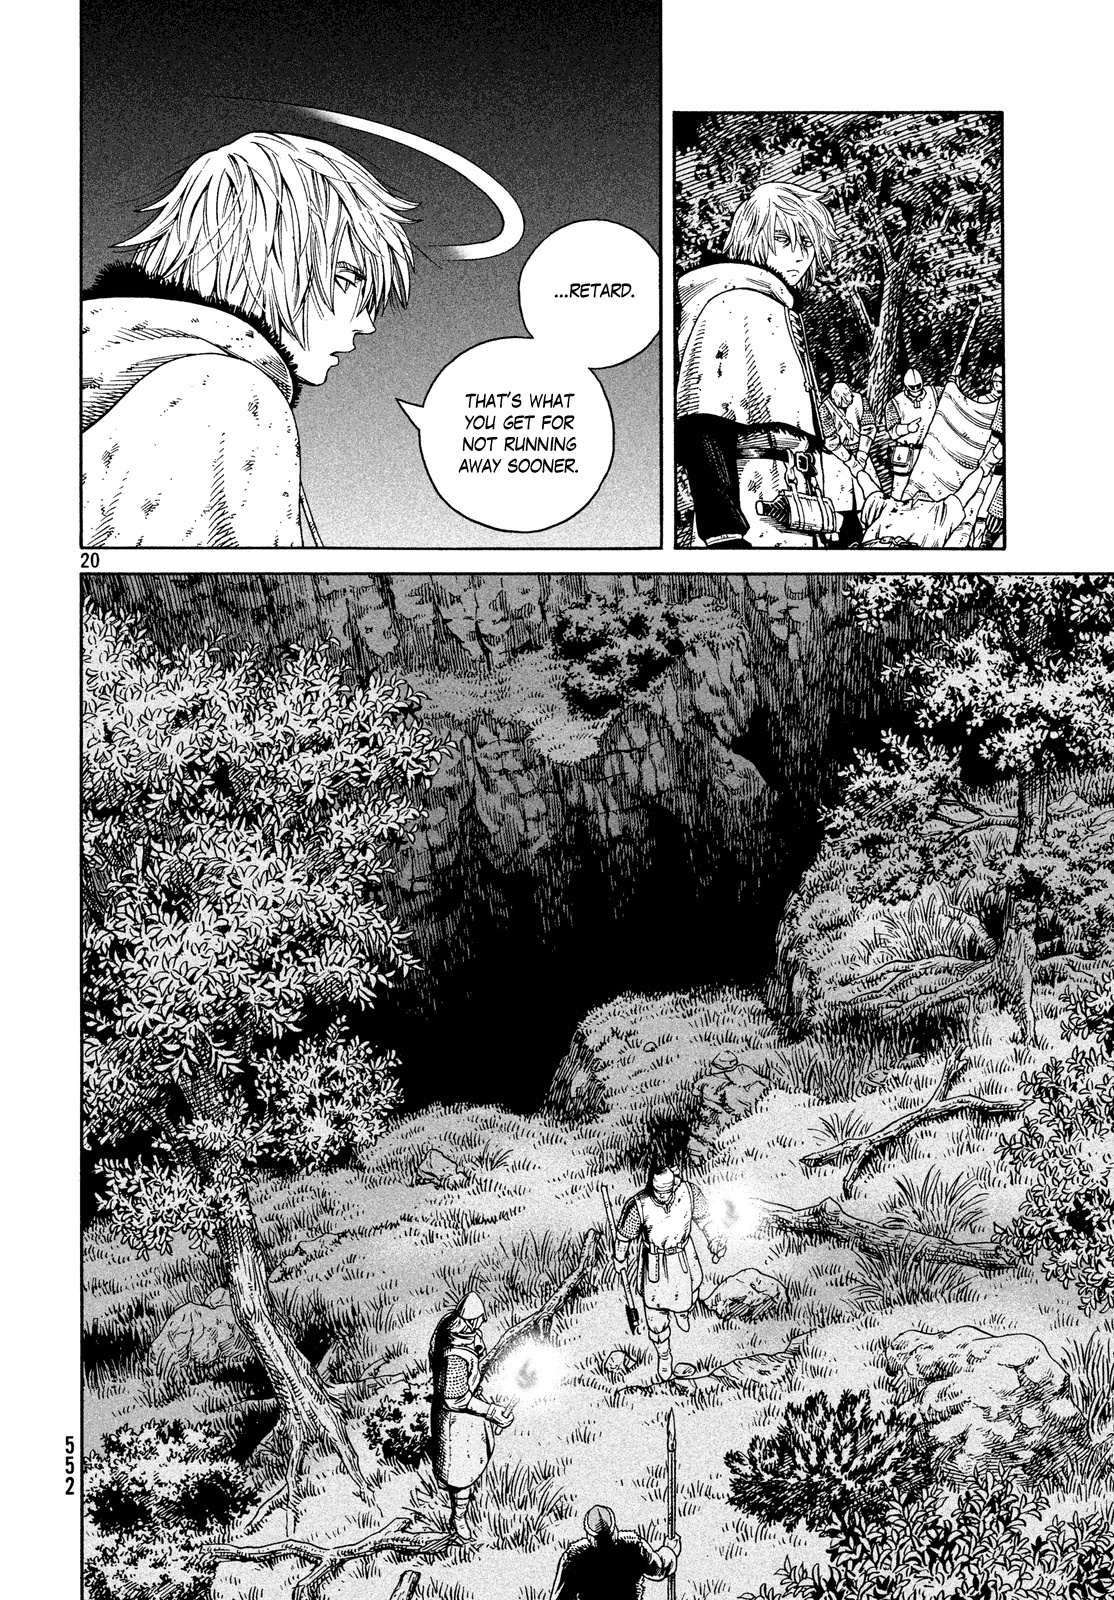 ...RETARD.
THAT'S WHAT
YOU GET FOR
NOT RUNNING
AWAY SOONER.
20
552